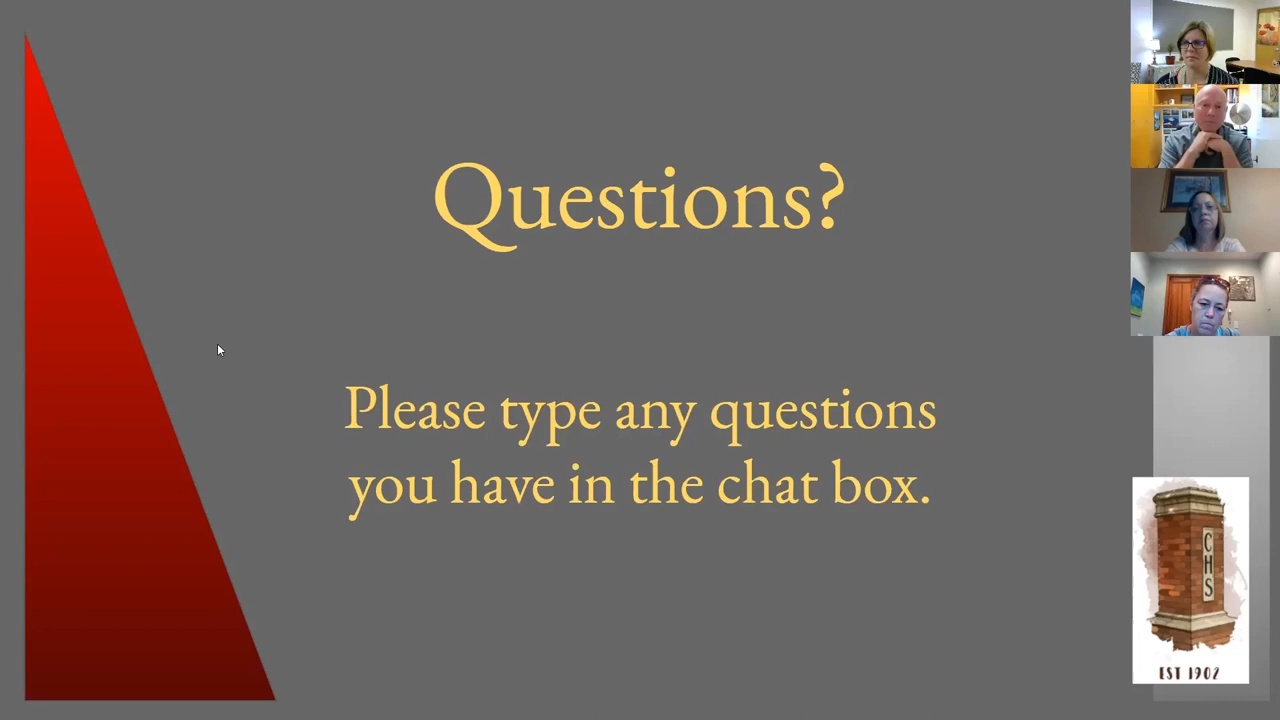 Questions?
Please type any questions
you have in the chat box.
CHS
EST 1902